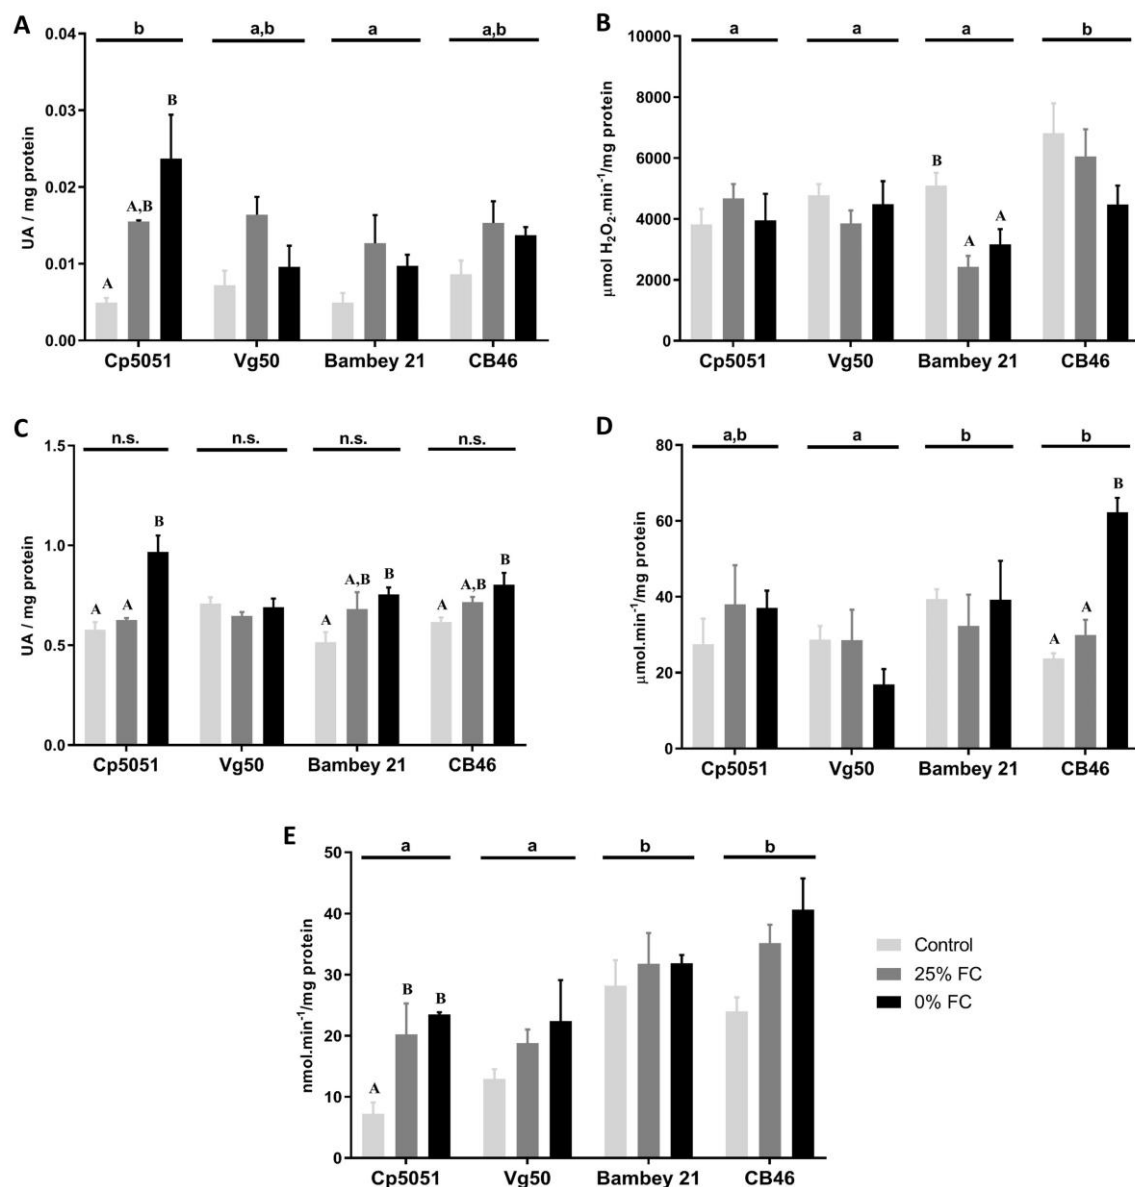 A
b a,b a a,b
0.04
0.03
0.02
0.01
0.00
UA / mg protein
A A,B B
Cp5051 Vg50 Bambey 21 CB46
B
a a a b
10000
8000
6000
4000
2000
0
µmol H₂O₂.min⁻¹/mg protein
B A A
Cp5051 Vg50 Bambey 21 CB46
C
n.s. n.s. n.s. n.s.
1.5
1.0
0.5
0.0
UA / mg protein
A A B A A,B B A A,B B
Cp5051 Vg50 Bambey 21 CB46
D
a,b a b b
80
60
40
20
0
µmol.min⁻¹/mg protein
A A B
Cp5051 Vg50 Bambey 21 CB46
E
a a b b
50
40
30
20
10
0
nmol.min⁻¹/mg protein
A B B
Cp5051 Vg50 Bambey 21 CB46
Control
25% FC
0% FC